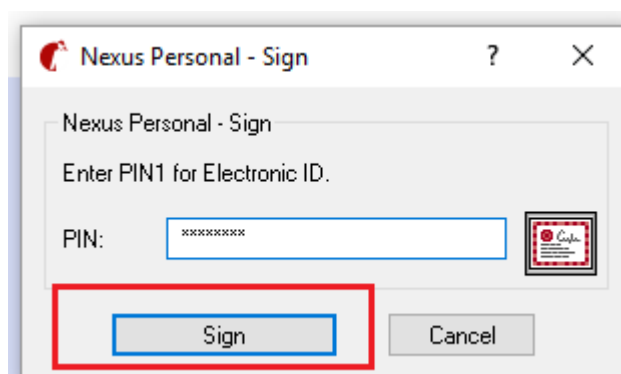 Nexus Personal - Sign ?
Nexus Personal - Sign
Enter PIN1 for Electronic ID.
PIN: ********
Sign Cancel